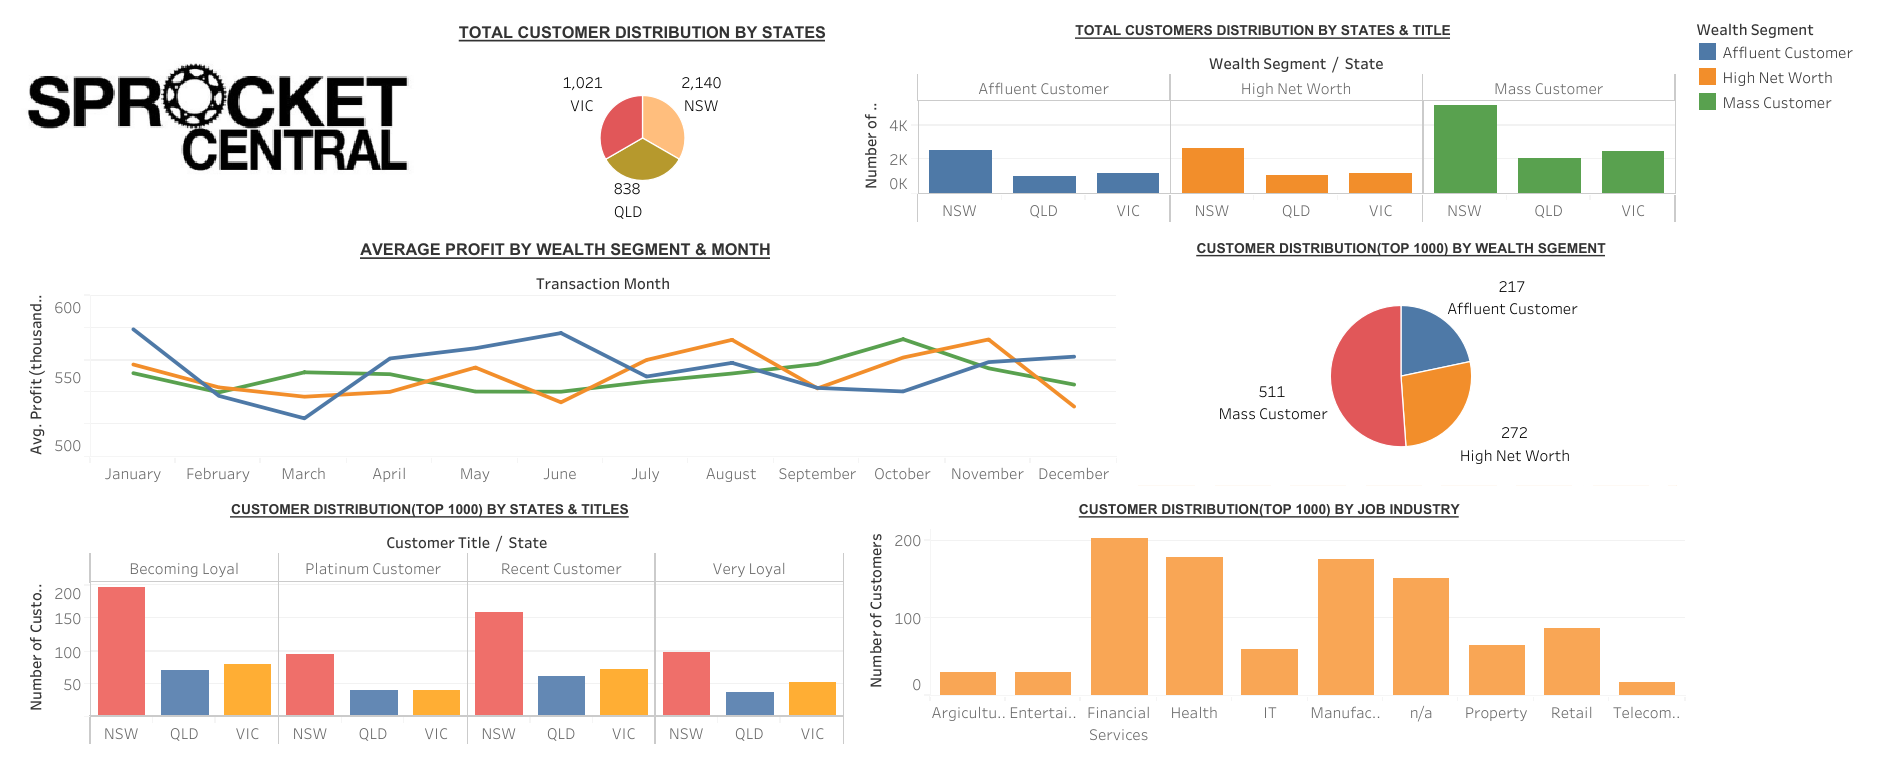 SPROCKET
CENTRAL
TOTAL CUSTOMER DISTRIBUTION BY STATES
1,021
VIC
2,140
NSW
838
QLD
TOTAL CUSTOMERS DISTRIBUTION BY STATES & TITLE
Wealth Segment / State
Affluent Customer High Net Worth Mass Customer
Number of ..
4K
2K
0K
NSW QLD VIC NSW QLD VIC NSW QLD VIC
Wealth Segment
Affluent Customer
High Net Worth
Mass Customer
AVERAGE PROFIT BY WEALTH SEGMENT & MONTH
Transaction Month
Avg. Profit (thousand..
600
550
500
January February March April May June July August September October November December
CUSTOMER DISTRIBUTION(TOP 1000) BY WEALTH SGEMENT
217
Affluent Customer
511
Mass Customer
272
High Net Worth
CUSTOMER DISTRIBUTION(TOP 1000) BY STATES & TITLES
Customer Title / State
Becoming Loyal Platinum Customer Recent Customer Very Loyal
Number of Custo..
200
150
100
50
NSW QLD VIC NSW QLD VIC NSW QLD VIC NSW QLD VIC
CUSTOMER DISTRIBUTION(TOP 1000) BY JOB INDUSTRY
Number of Customers
200
100
0
Argicultu.. Entertai.. Financial Health IT Manufac.. n/a Property Retail Telecom..
Services